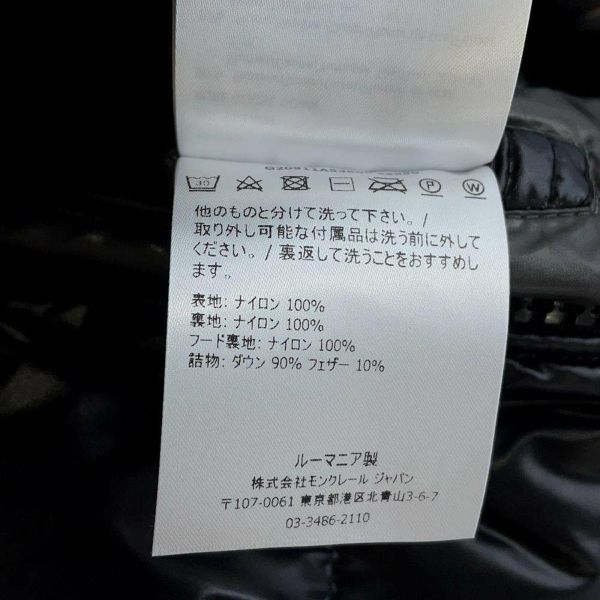 30
P
W
他のものと分けて洗って下さい。/
取り外し可能な付属品は洗う前に外して
ください。/ 裏返して洗うことをおすすめし
ます。
表地: ナイロン 100%
裏地: ナイロン 100%
フード裏地: ナイロン 100%
詰物: ダウン 90% フェザー 10%
ルーマニア製
株式会社モンクレール ジャパン
〒107-0061 東京都港区北青山3-6-7
03-3486-2110